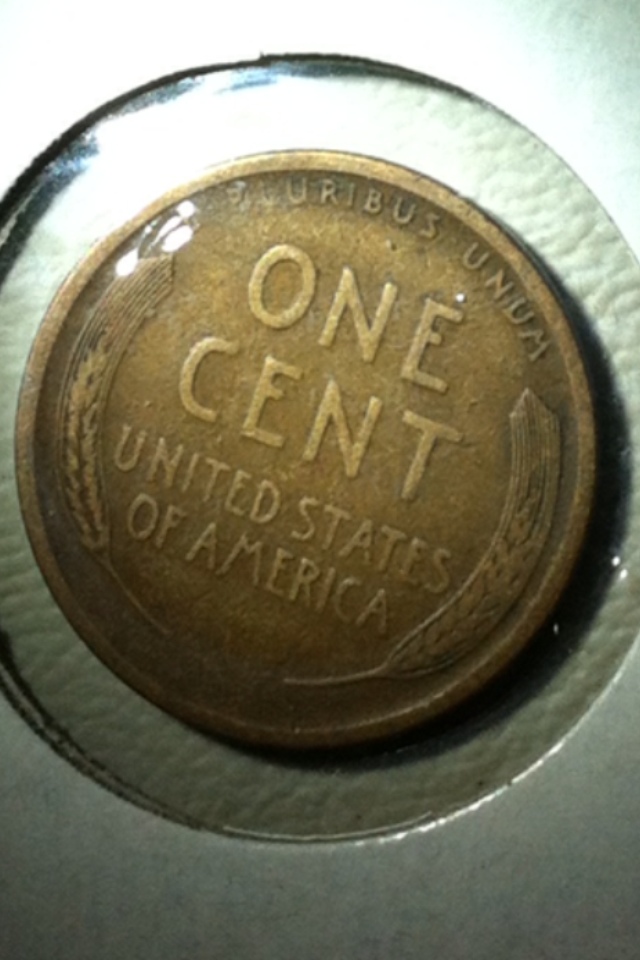 PLURIBUS UNUM
ONE
CENT
UNITED STATES
OF AMERICA